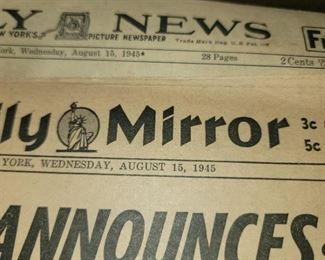 LY NEWS
NEW YORK'S PICTURE NEWSPAPER
Trade Mark Reg. U.S. Pat. Off.
ork, Wednesday, August 15, 1945★
28 Pages
2 Cents
lly Mirror
3c
5c
YORK, WEDNESDAY, AUGUST 15, 1945
ANNOUNCES